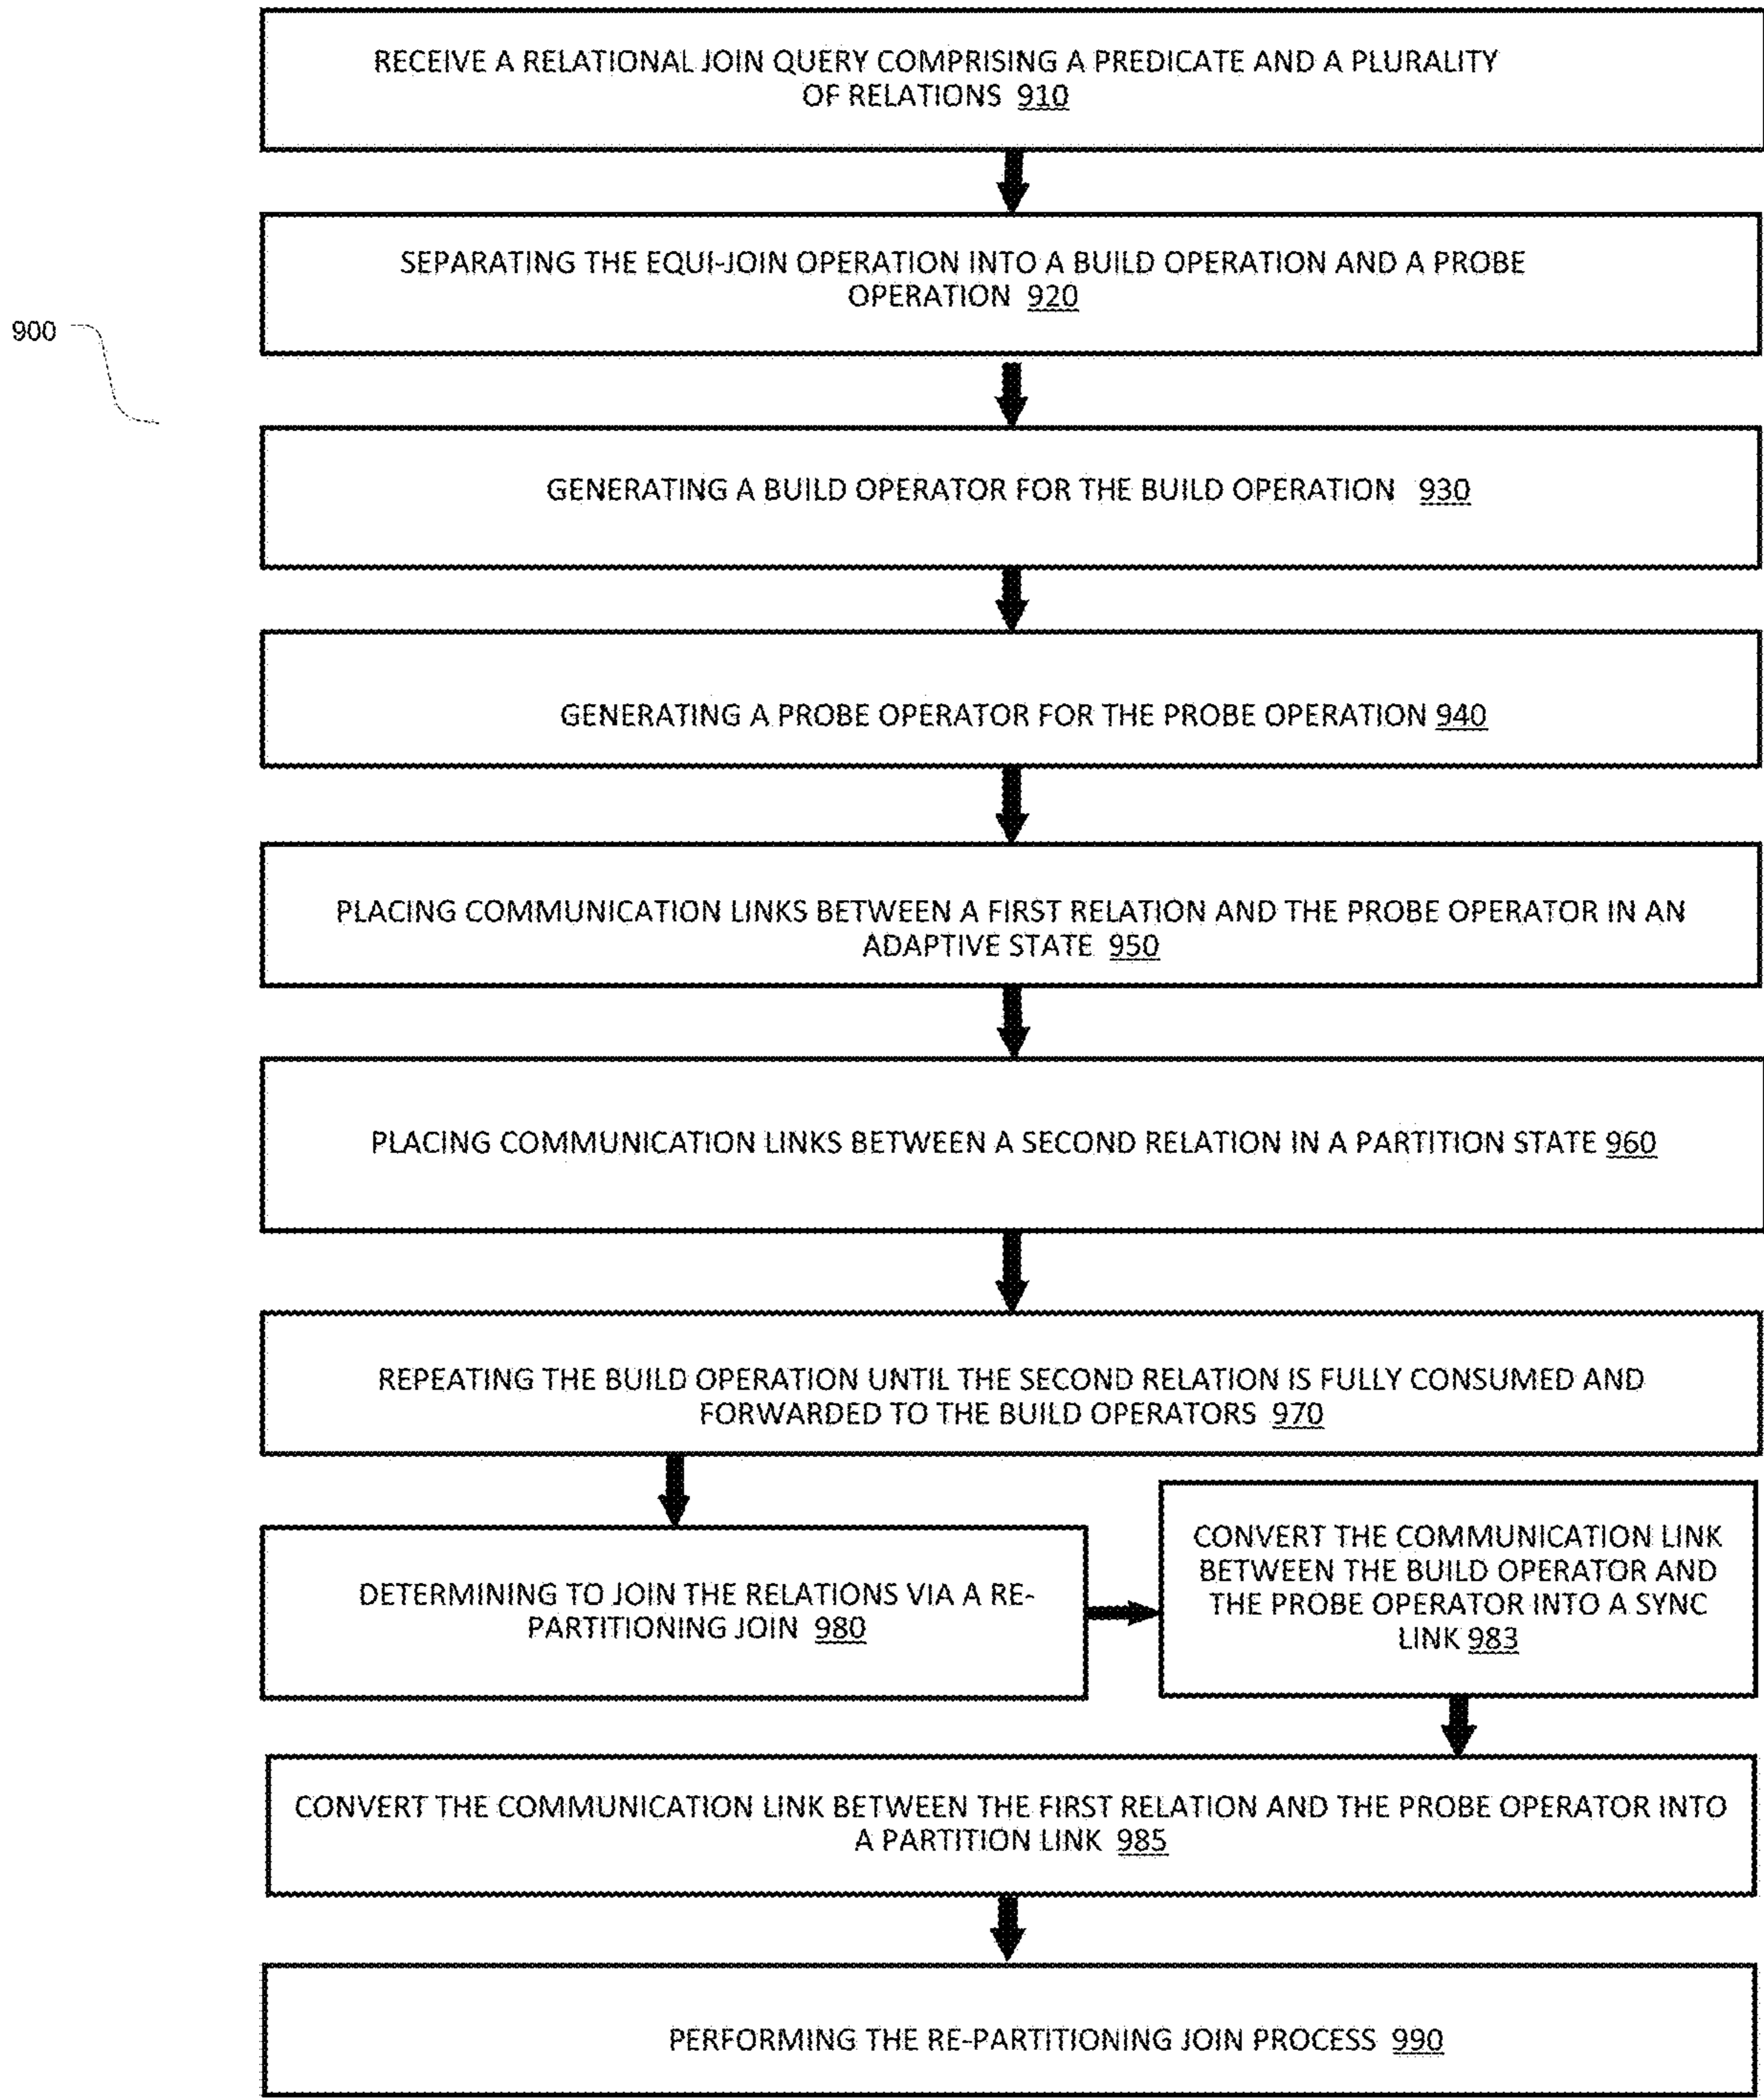 RECEIVE A RELATIONAL JOIN QUERY COMPRISING A PREDICATE AND A PLURALITY
OF RELATIONS 910
SEPARATING THE EQUI-JOIN OPERATION INTO A BUILD OPERATION AND A PROBE
OPERATION 920
900
GENERATING A BUILD OPERATOR FOR THE BUILD OPERATION 930
GENERATING A PROBE OPERATOR FOR THE PROBE OPERATION 940
PLACING COMMUNICATION LINKS BETWEEN A FIRST RELATION AND THE PROBE OPERATOR IN AN
ADAPTIVE STATE 950
PLACING COMMUNICATION LINKS BETWEEN A SECOND RELATION IN A PARTITION STATE 960
REPEATING THE BUILD OPERATION UNTIL THE SECOND RELATION IS FULLY CONSUMED AND
FORWARDED TO THE BUILD OPERATORS 970
DETERMINING TO JOIN THE RELATIONS VIA A RE-
PARTITIONING JOIN 980
CONVERT THE COMMUNICATION LINK
BETWEEN THE BUILD OPERATOR AND
THE PROBE OPERATOR INTO A SYNC
LINK 983
CONVERT THE COMMUNICATION LINK BETWEEN THE FIRST RELATION AND THE PROBE OPERATOR INTO
A PARTITION LINK 985
PERFORMING THE RE-PARTITIONING JOIN PROCESS 990